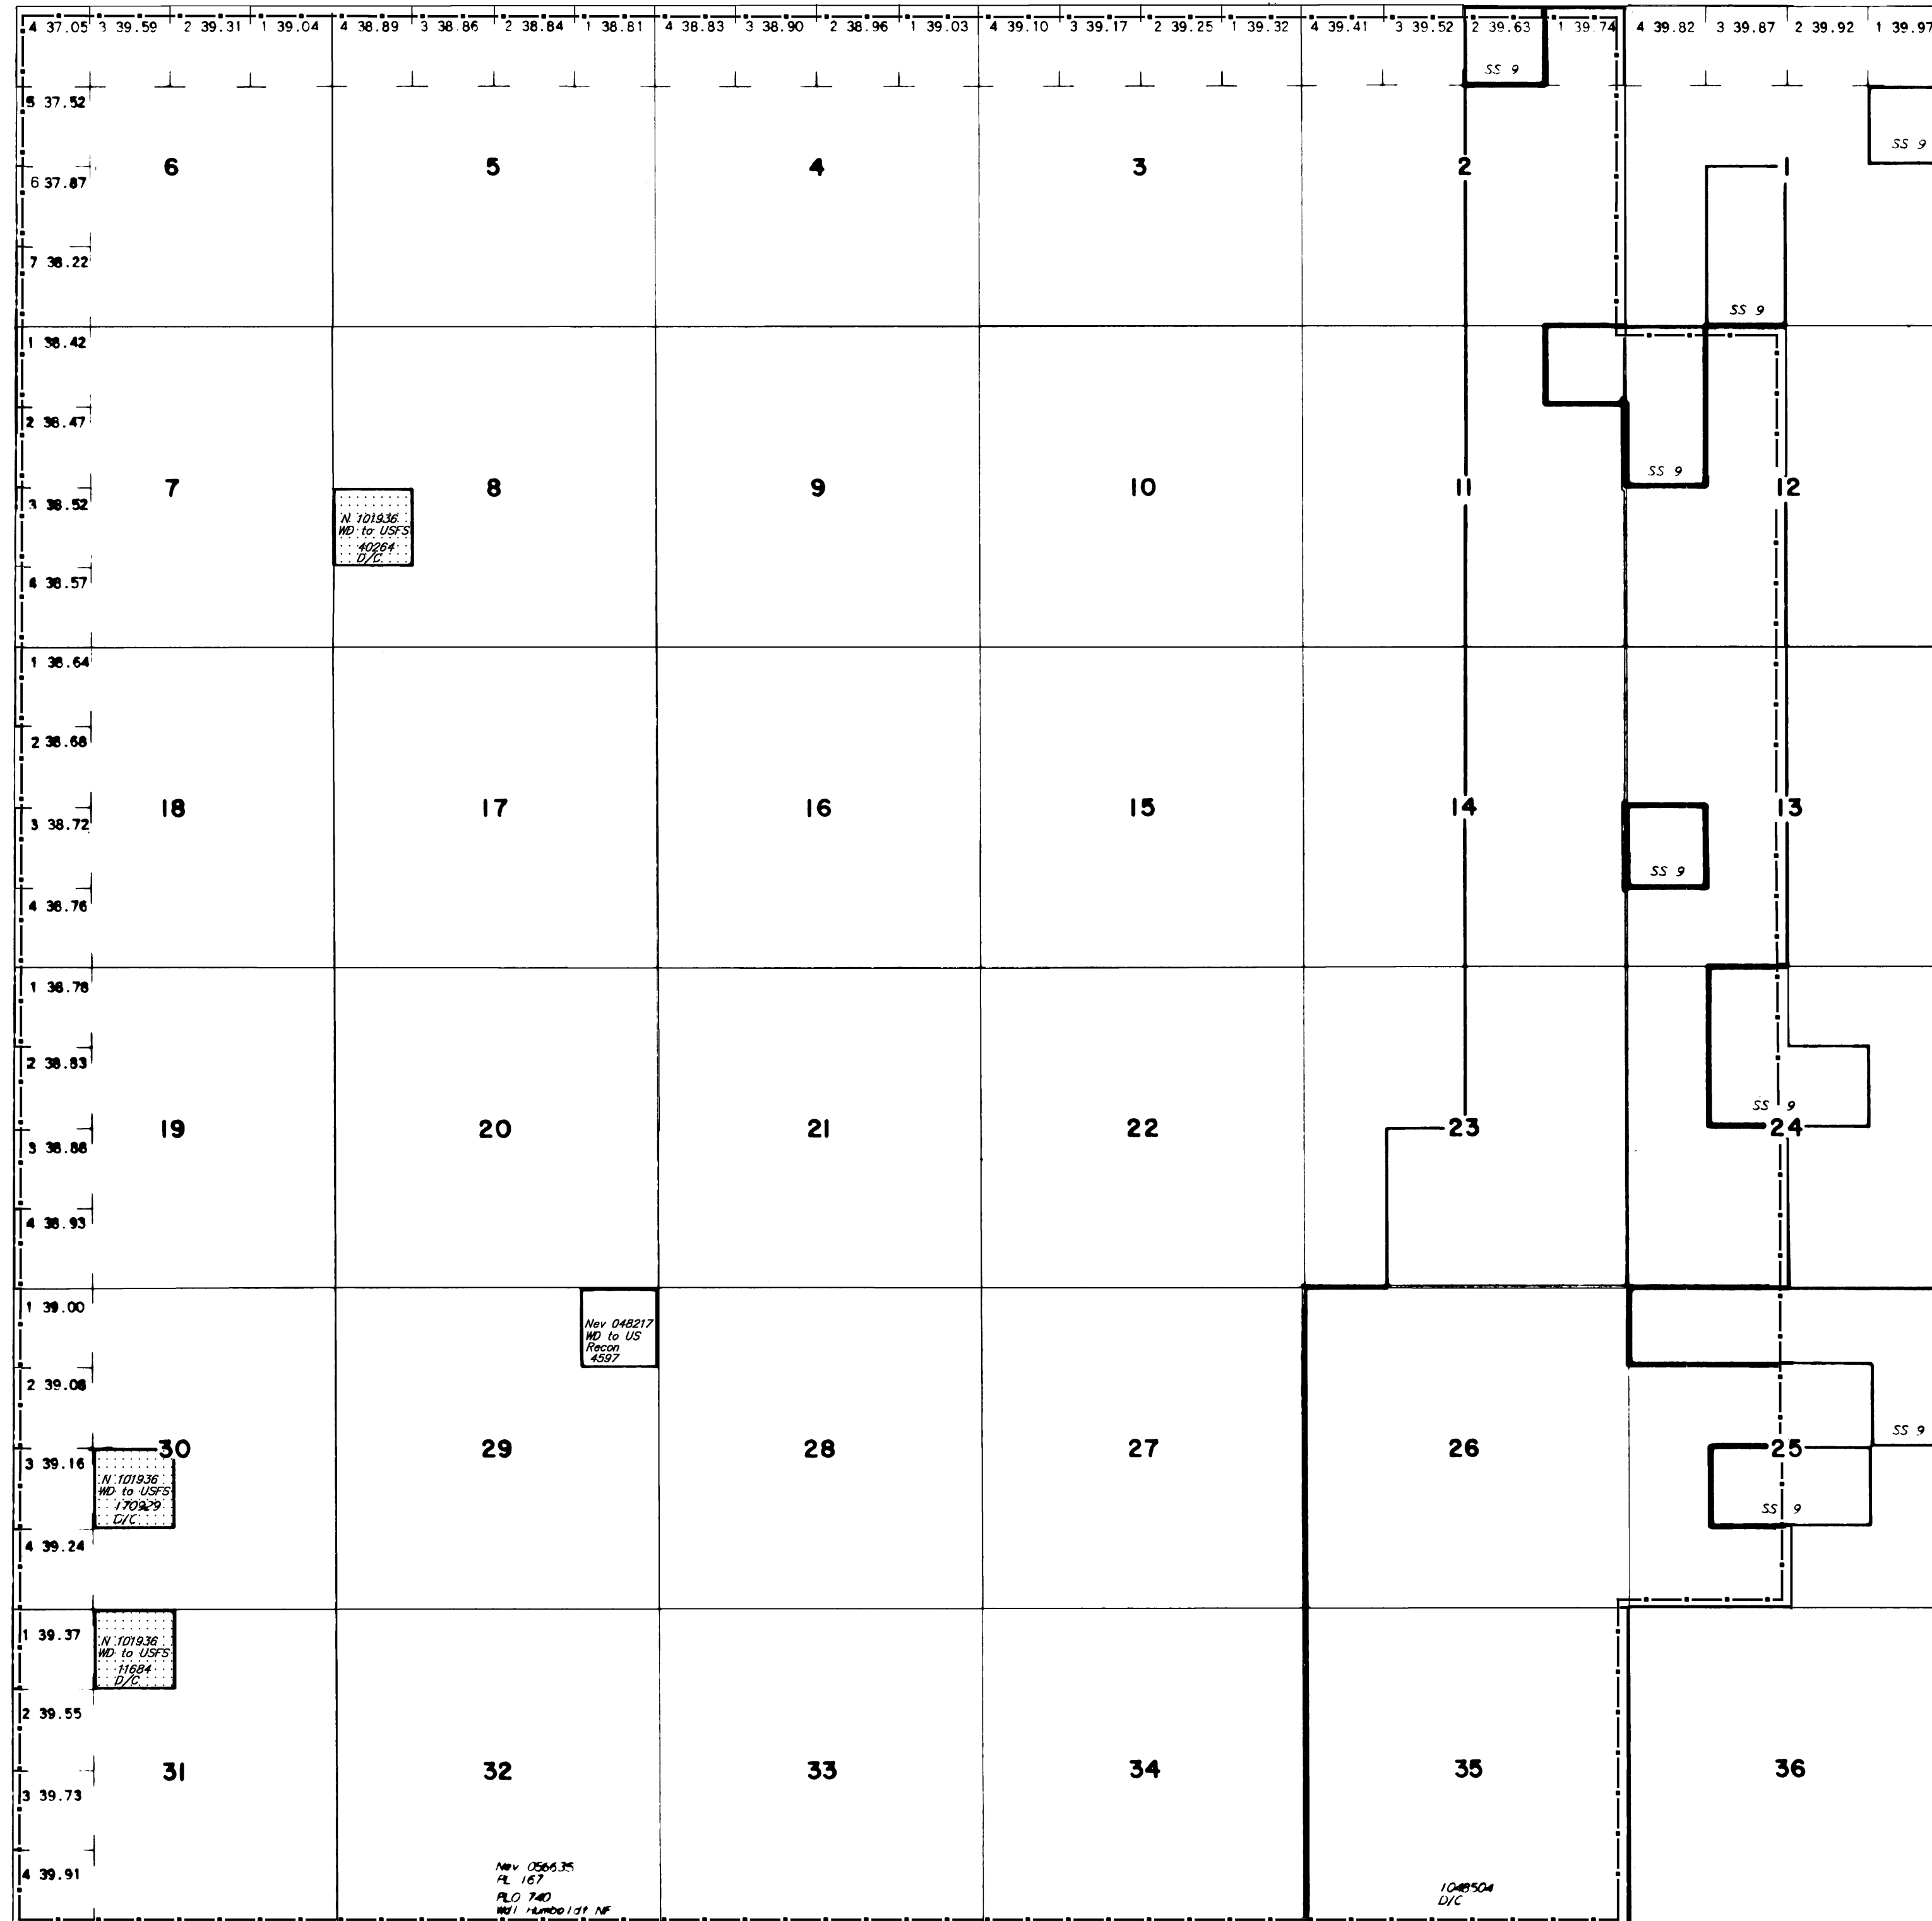 4 37.05 3 39.59 2 39.31 1 39.04 4 38.89 3 38.86 2 38.84 1 38.81 4 38.83 3 38.90 2 38.96 1 39.03 4 39.10 3 39.17 2 39.25 1 39.32 4 39.41 3 39.52 2 39.63 1 39.74 4 39.82 3 39.87 2 39.92 1 39.97
SS 9
5 37.52
SS 9
6 5 4 3 2 1
6 37.87
7 38.22
SS 9
1 38.42
2 38.47
SS 9
7 8 9 10 11 12
3 38.52
N 101936
WD to USFS
40264
D/C
4 38.57
1 38.64
2 38.68
18 17 16 15 14 13
3 38.72
SS 9
4 38.76
1 38.78
2 38.83
SS 9
19 20 21 22 23 24
3 38.88
4 38.93
1 39.00
Nev 048217
WD to US
Recon
4597
2 39.08
SS 9
30 29 28 27 26 25
3 39.16
N 101936
WD to USFS
170929
D/C
SS 9
4 39.24
1 39.37
N 101936
WD to USFS
11684
D/C
2 39.55
31 32 33 34 35 36
3 39.73
4 39.91
Nev 056635
PL 167
PLO 740
Wdl Humboldt NF
1048504
D/C